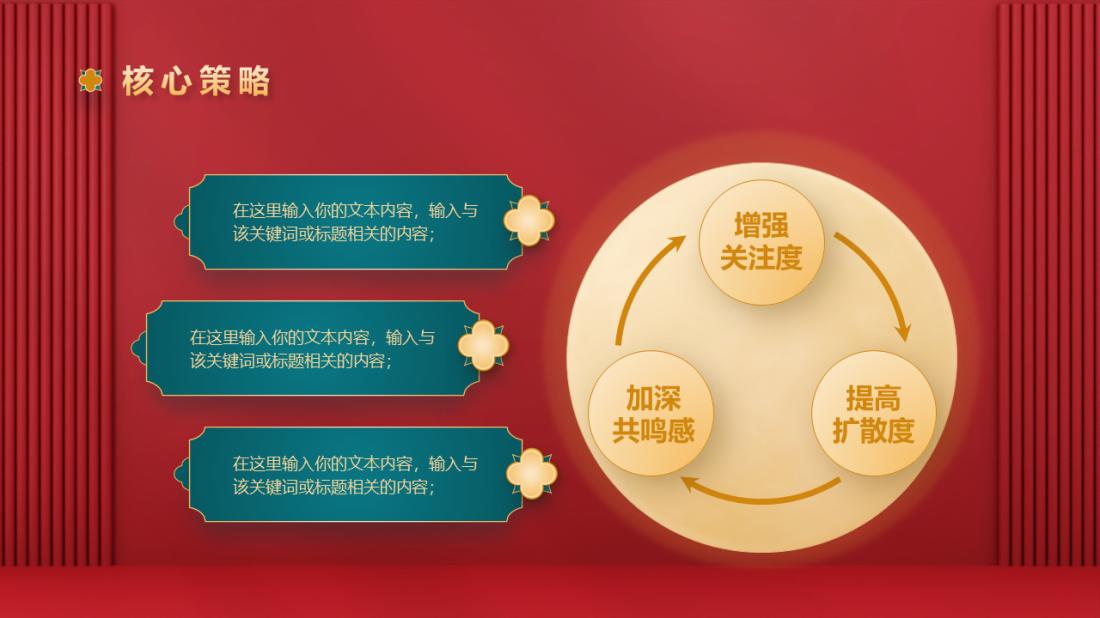 核心策略
在这里输入你的文本内容，输入与
该关键词或标题相关的内容；
在这里输入你的文本内容，输入与
该关键词或标题相关的内容；
在这里输入你的文本内容，输入与
该关键词或标题相关的内容；
增强
关注度
加深
共鸣感
提高
扩散度